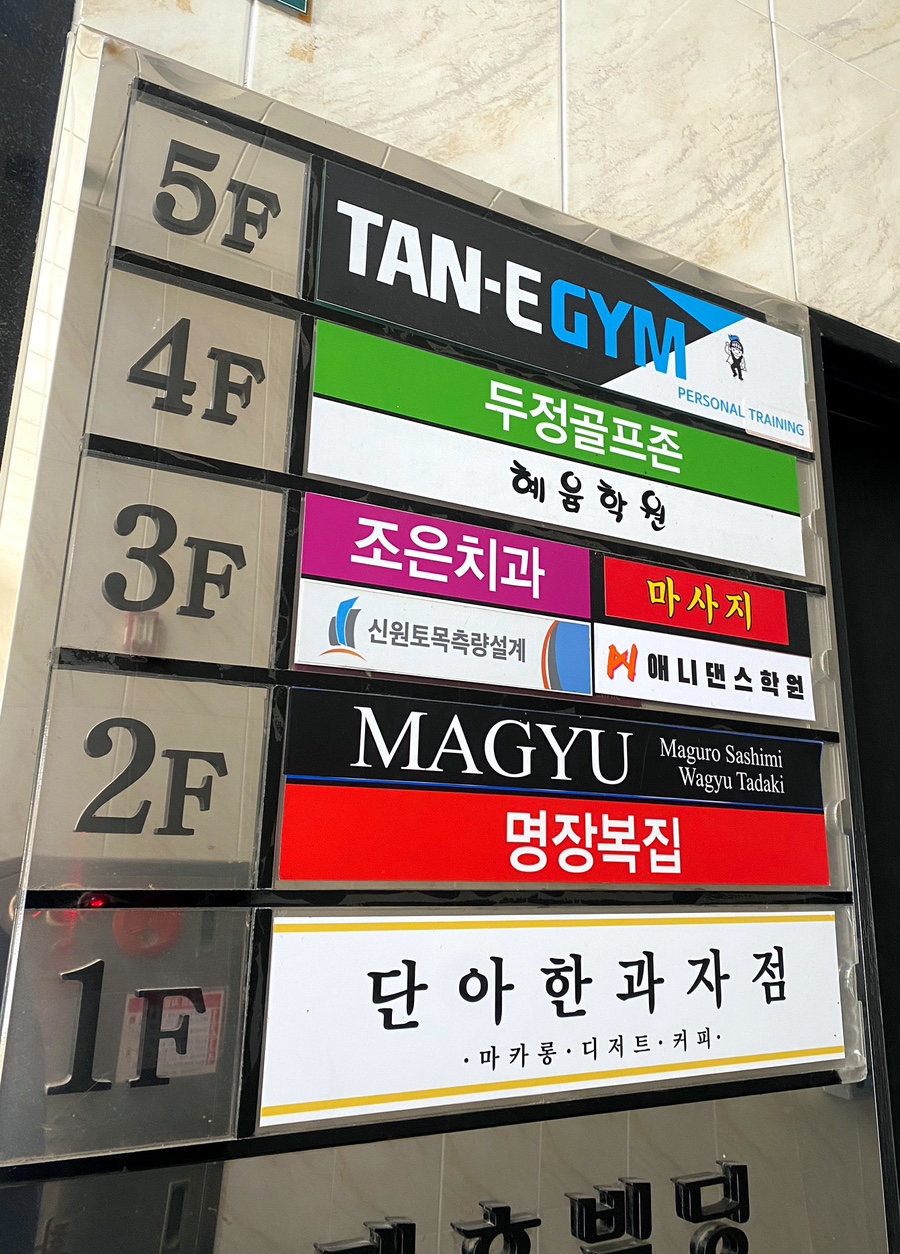 5F
TAN·E GYM
PERSONAL TRAINING
4F
두정골프존
혜윰학원
3F
조은치과
마사지
신원토목측량설계
애니댄스학원
2F
MAGYU
Maguro Sashimi
Wagyu Tadaki
명장복집
1F
단아한과자점
·마카롱·디저트·커피·
빌딩